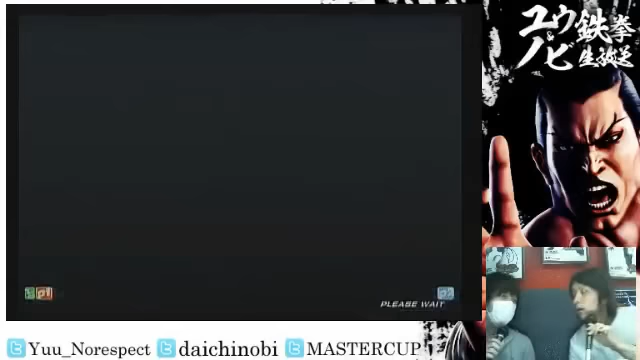 ユウ
&
ノビ
鉄拳
生放送
PLEASE WAIT
Yuu_Norespect daichinobi MASTERCUP